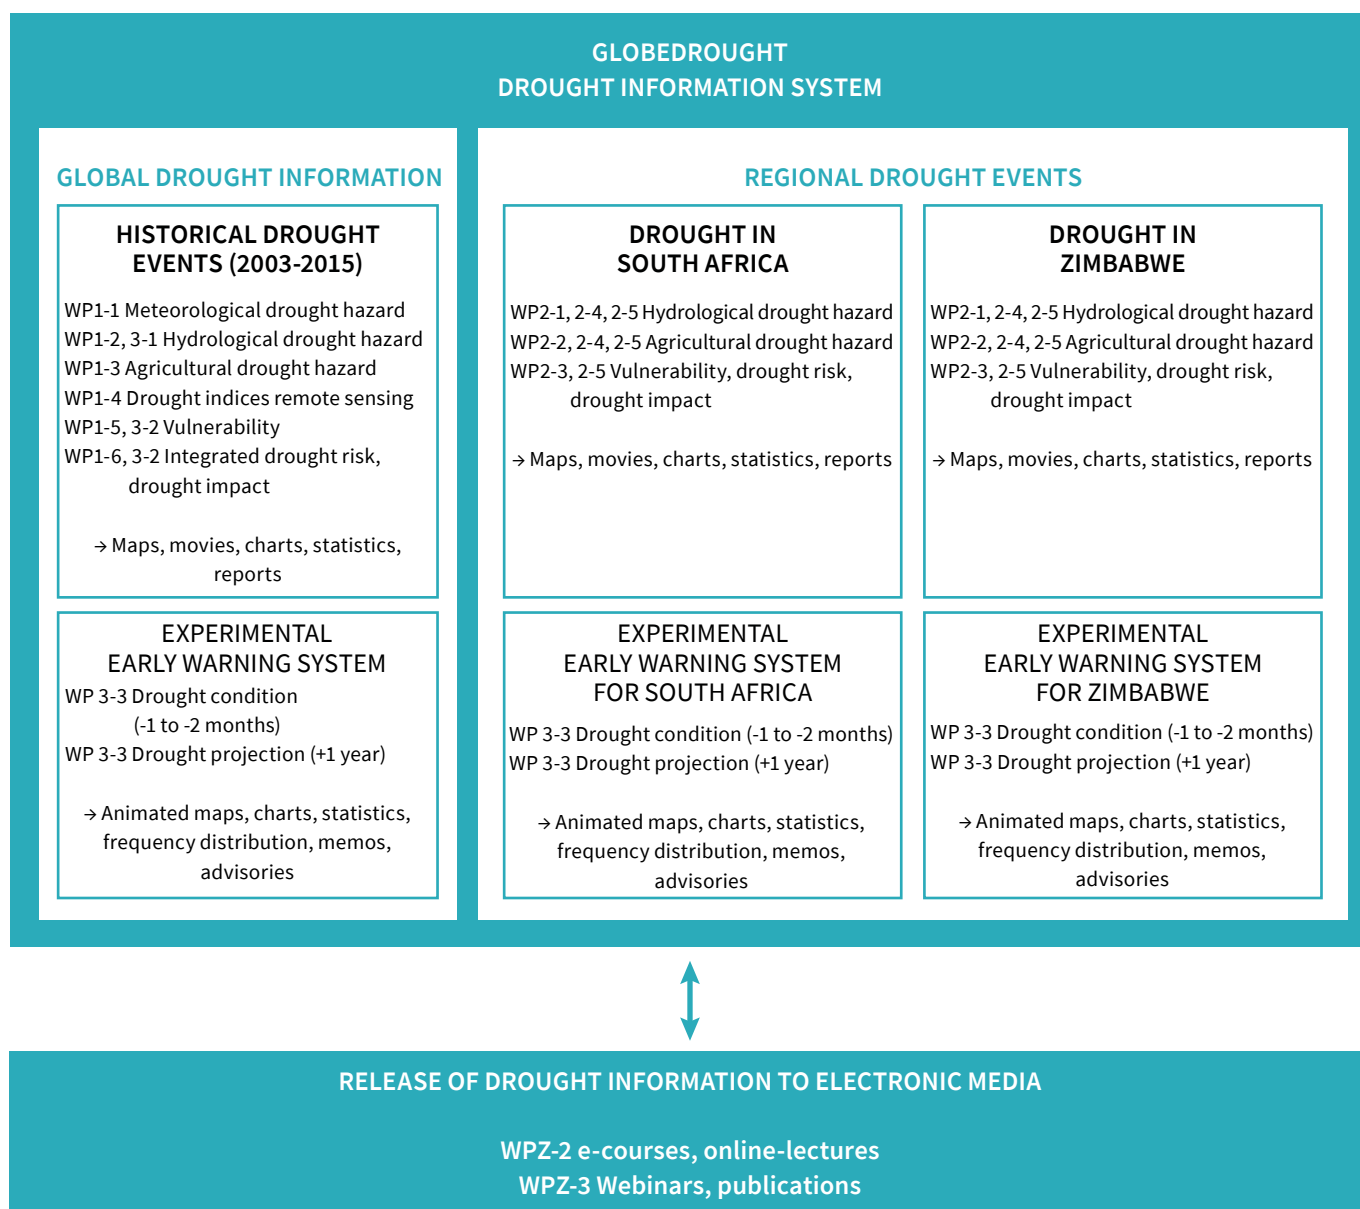 GLOBEDROUGHT
DROUGHT INFORMATION SYSTEM
GLOBAL DROUGHT INFORMATION
HISTORICAL DROUGHT
EVENTS (2003-2015)
WP1-1 Meteorological drought hazard
WP1-2, 3-1 Hydrological drought hazard
WP1-3 Agricultural drought hazard
WP1-4 Drought indices remote sensing
WP1-5, 3-2 Vulnerability
WP1-6, 3-2 Integrated drought risk,
drought impact
→ Maps, movies, charts, statistics,
reports
EXPERIMENTAL
EARLY WARNING SYSTEM
WP 3-3 Drought condition
(-1 to -2 months)
WP 3-3 Drought projection (+1 year)
→ Animated maps, charts, statistics,
frequency distribution, memos,
advisories
REGIONAL DROUGHT EVENTS
DROUGHT IN
SOUTH AFRICA
WP2-1, 2-4, 2-5 Hydrological drought hazard
WP2-2, 2-4, 2-5 Agricultural drought hazard
WP2-3, 2-5 Vulnerability, drought risk,
drought impact
→ Maps, movies, charts, statistics, reports
EXPERIMENTAL
EARLY WARNING SYSTEM
FOR SOUTH AFRICA
WP 3-3 Drought condition (-1 to -2 months)
WP 3-3 Drought projection (+1 year)
→ Animated maps, charts, statistics,
frequency distribution, memos,
advisories
DROUGHT IN
ZIMBABWE
WP2-1, 2-4, 2-5 Hydrological drought hazard
WP2-2, 2-4, 2-5 Agricultural drought hazard
WP2-3, 2-5 Vulnerability, drought risk,
drought impact
→ Maps, movies, charts, statistics, reports
EXPERIMENTAL
EARLY WARNING SYSTEM
FOR ZIMBABWE
WP 3-3 Drought condition (-1 to -2 months)
WP 3-3 Drought projection (+1 year)
→ Animated maps, charts, statistics,
frequency distribution, memos,
advisories
RELEASE OF DROUGHT INFORMATION TO ELECTRONIC MEDIA
WPZ-2 e-courses, online-lectures
WPZ-3 Webinars, publications